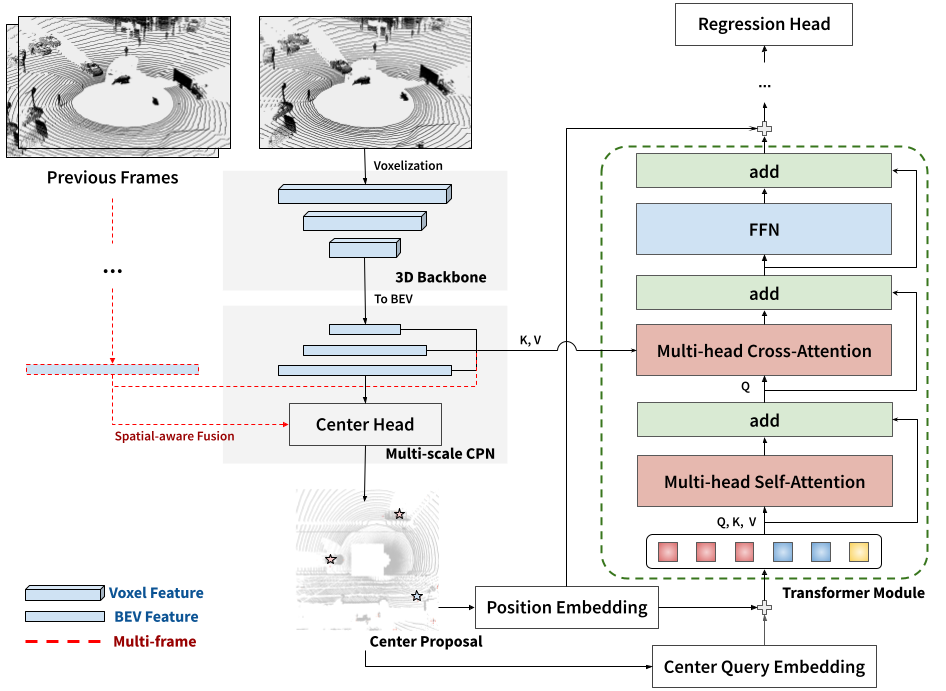 Previous Frames
...
Voxelization
3D Backbone
To BEV
K, V
Center Head
Spatial-aware Fusion
Multi-scale CPN
Center Proposal
Voxel Feature
BEV Feature
Multi-frame
Position Embedding
Center Query Embedding
Regression Head
...
add
FFN
add
Multi-head Cross-Attention
Q
add
Multi-head Self-Attention
Q, K, V
Transformer Module